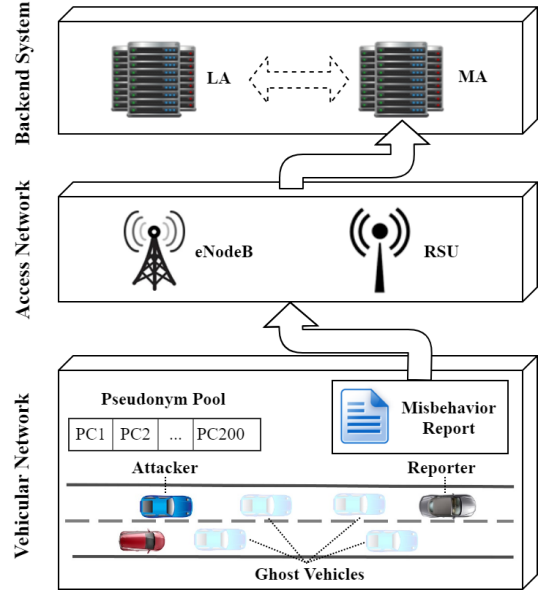 Backend System
LA
MA
Access Network
eNodeB
RSU
Vehicular Network
Pseudonym Pool
PC1 PC2 ... PC200
Misbehavior
Report
Attacker
Reporter
Ghost Vehicles